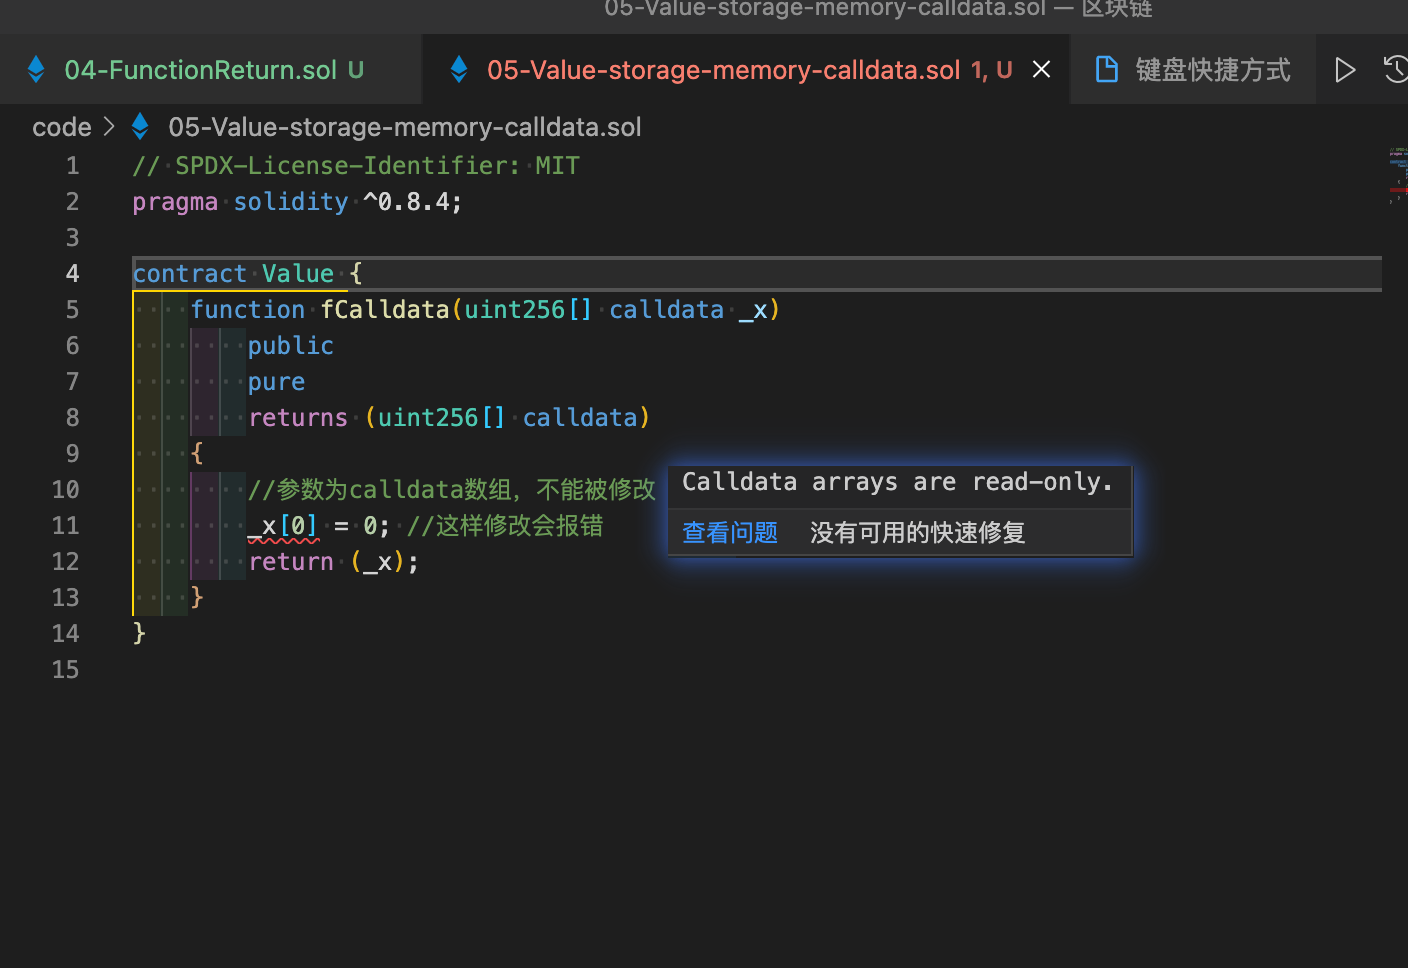 05-Value-storage-memory-calldata.sol — 区块链
04-FunctionReturn.sol U
05-Value-storage-memory-calldata.sol 1, U
键盘快捷方式
code > 05-Value-storage-memory-calldata.sol
1 // SPDX-License-Identifier: MIT
2 pragma solidity ^0.8.4;
3
4 contract Value {
5 function fCalldata(uint256[] calldata _x)
6 public
7 pure
8 returns (uint256[] calldata)
9 {
10 //参数为calldata数组，不能被修改
11 _x[0] = 0; //这样修改会报错
12 return (_x);
13 }
14 }
15
Calldata arrays are read-only.
查看问题 没有可用的快速修复